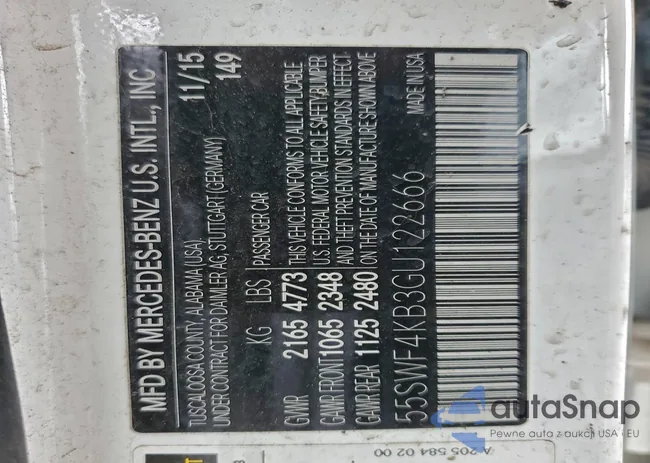 MFD BY MERCEDES-BENZ U.S. INTL., INC
TUSCALOOSA COUNTY, ALABAMA (USA), 11/15
UNDER CONTRACT FOR DAIMLER AG, STUTTGART (GERMANY) 149
KG LBS PASSENGER CAR
GVWR 2165 4773 THIS VEHICLE CONFORMS TO ALL APPLICABLE
U.S. FEDERAL MOTOR VEHICLE SAFETY, BUMPER
GAWR FRONT 1065 2348 AND THEFT PREVENTION STANDARDS IN EFFECT
GAWR REAR 1125 2480 ON THE DATE OF MANUFACTURE SHOWN ABOVE
55SWF4KB3GU122666 MADE IN USA
A 205 584 02 00
autaSnap
Pewne auta z aukcji USA i EU